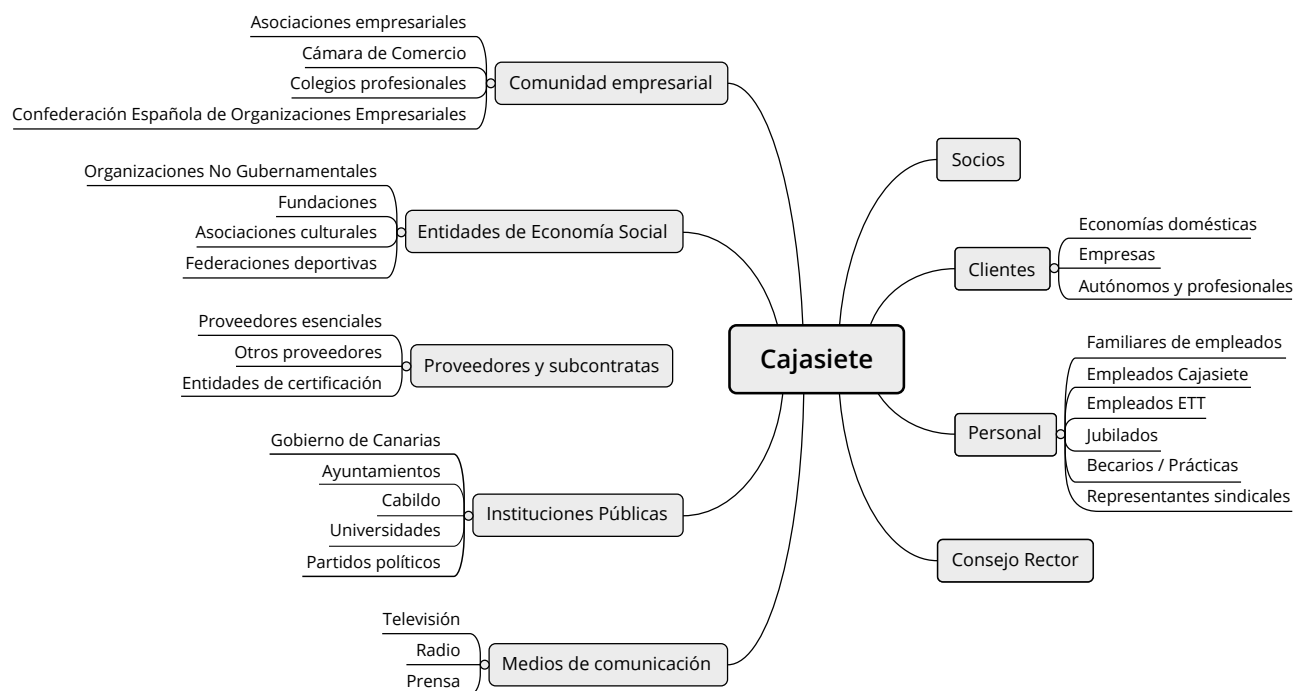 Asociaciones empresariales
Cámara de Comercio
Colegios profesionales
Confederación Española de Organizaciones Empresariales
Comunidad empresarial
Organizaciones No Gubernamentales
Fundaciones
Asociaciones culturales
Federaciones deportivas
Entidades de Economía Social
Proveedores esenciales
Otros proveedores
Entidades de certificación
Proveedores y subcontratas
Gobierno de Canarias
Ayuntamientos
Cabildo
Universidades
Partidos políticos
Instituciones Públicas
Televisión
Radio
Prensa
Medios de comunicación
Cajasiete
Socios
Clientes
Economías domésticas
Empresas
Autónomos y profesionales
Personal
Familiares de empleados
Empleados Cajasiete
Empleados ETT
Jubilados
Becarios / Prácticas
Representantes sindicales
Consejo Rector